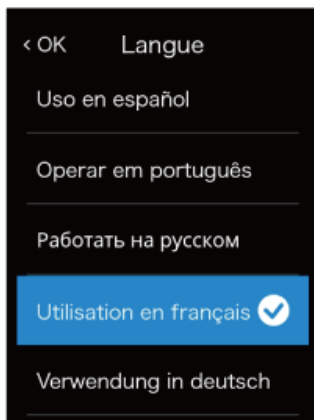 < OK Langue
Uso en español
Operar em português
Работать на русском
Utilisation en français
Verwendung in deutsch